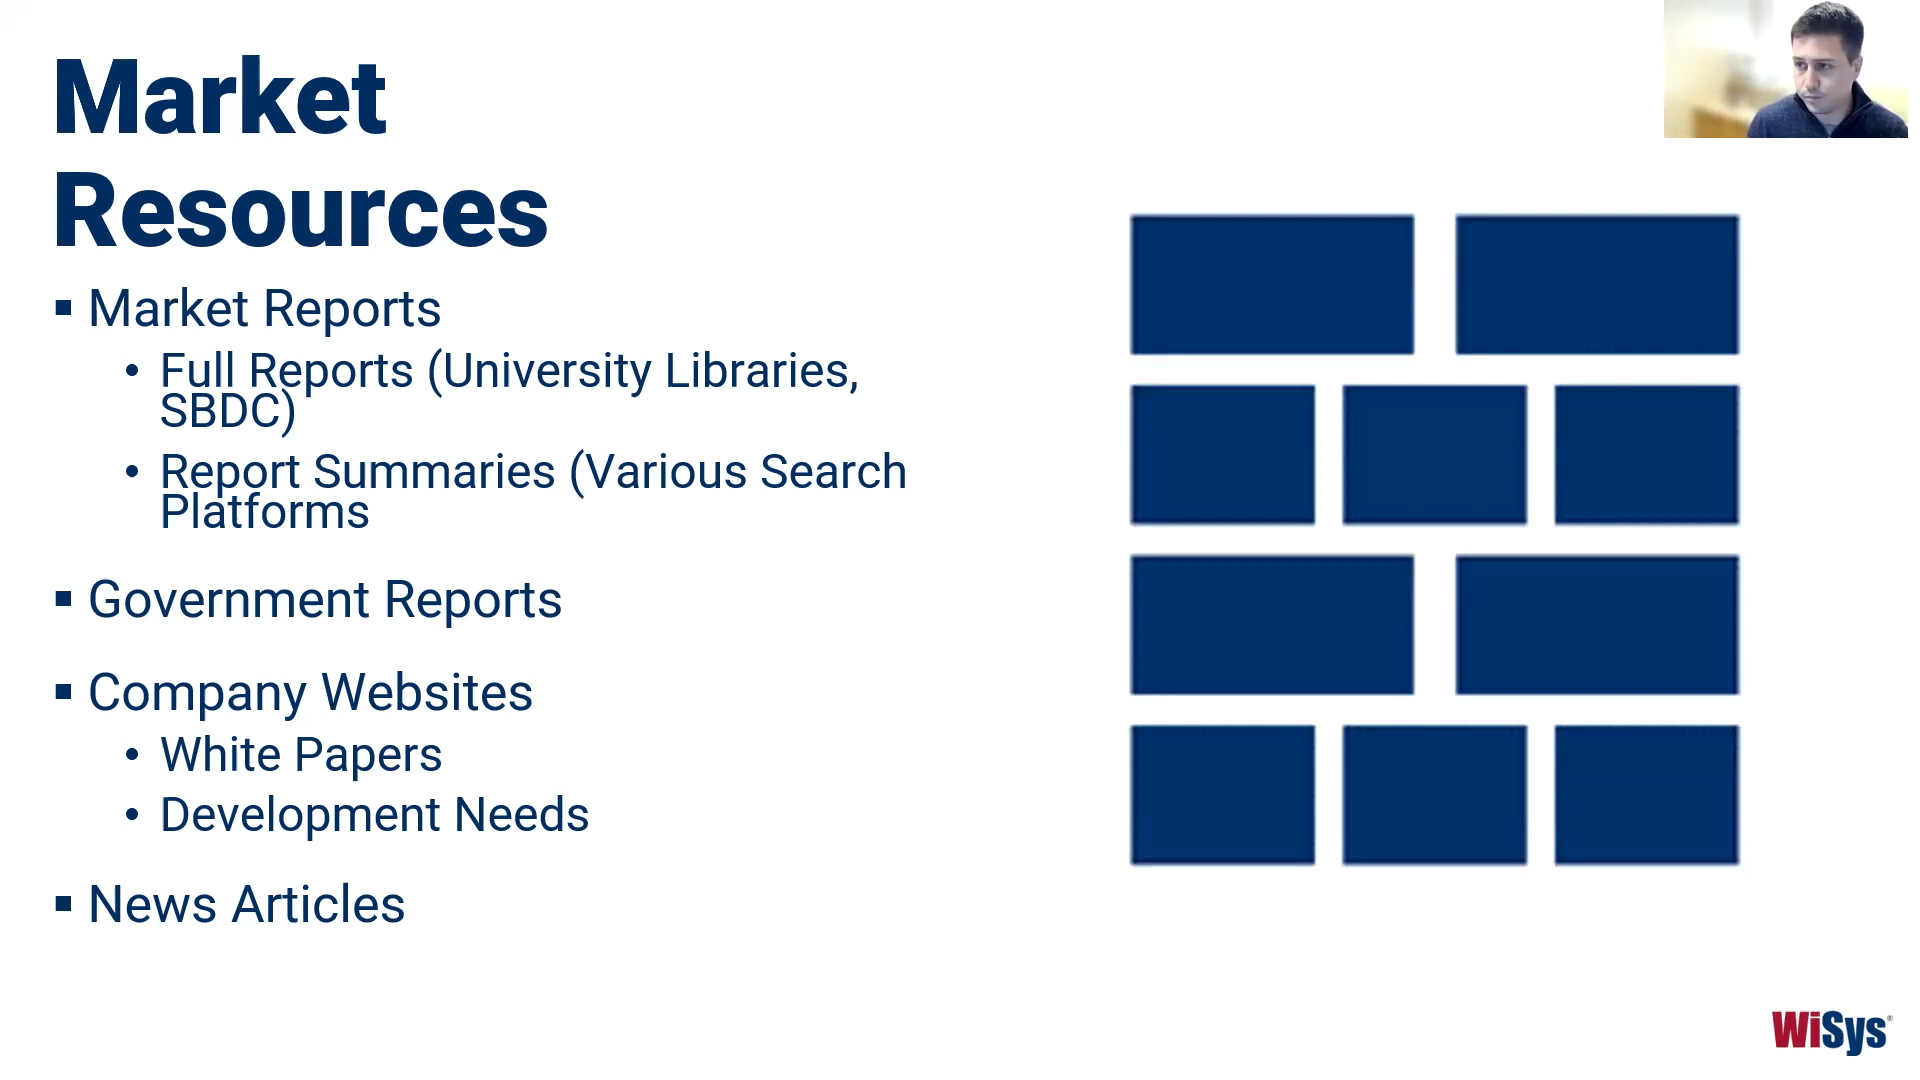 Market
Resources
▪ Market Reports
• Full Reports (University Libraries,
SBDC)
• Report Summaries (Various Search
Platforms
▪ Government Reports
▪ Company Websites
• White Papers
• Development Needs
▪ News Articles
WiSys®